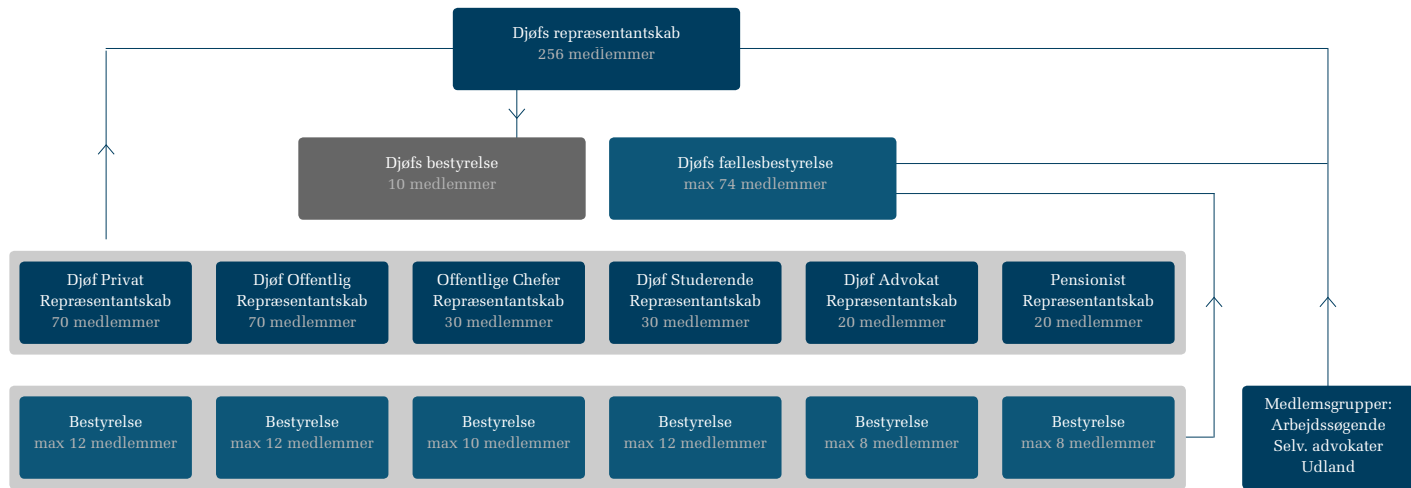 Djøfs repræsentantskab
256 medlemmer
Djøfs bestyrelse
10 medlemmer
Djøfs fællesbestyrelse
max 74 medlemmer
Djøf Privat
Repræsentantskab
70 medlemmer
Djøf Offentlig
Repræsentantskab
70 medlemmer
Offentlige Chefer
Repræsentantskab
30 medlemmer
Djøf Studerende
Repræsentantskab
30 medlemmer
Djøf Advokat
Repræsentantskab
20 medlemmer
Pensionist
Repræsentantskab
20 medlemmer
Bestyrelse
max 12 medlemmer
Bestyrelse
max 12 medlemmer
Bestyrelse
max 10 medlemmer
Bestyrelse
max 12 medlemmer
Bestyrelse
max 8 medlemmer
Bestyrelse
max 8 medlemmer
Medlemsgrupper:
Arbejdssøgende
Selv. advokater
Udland